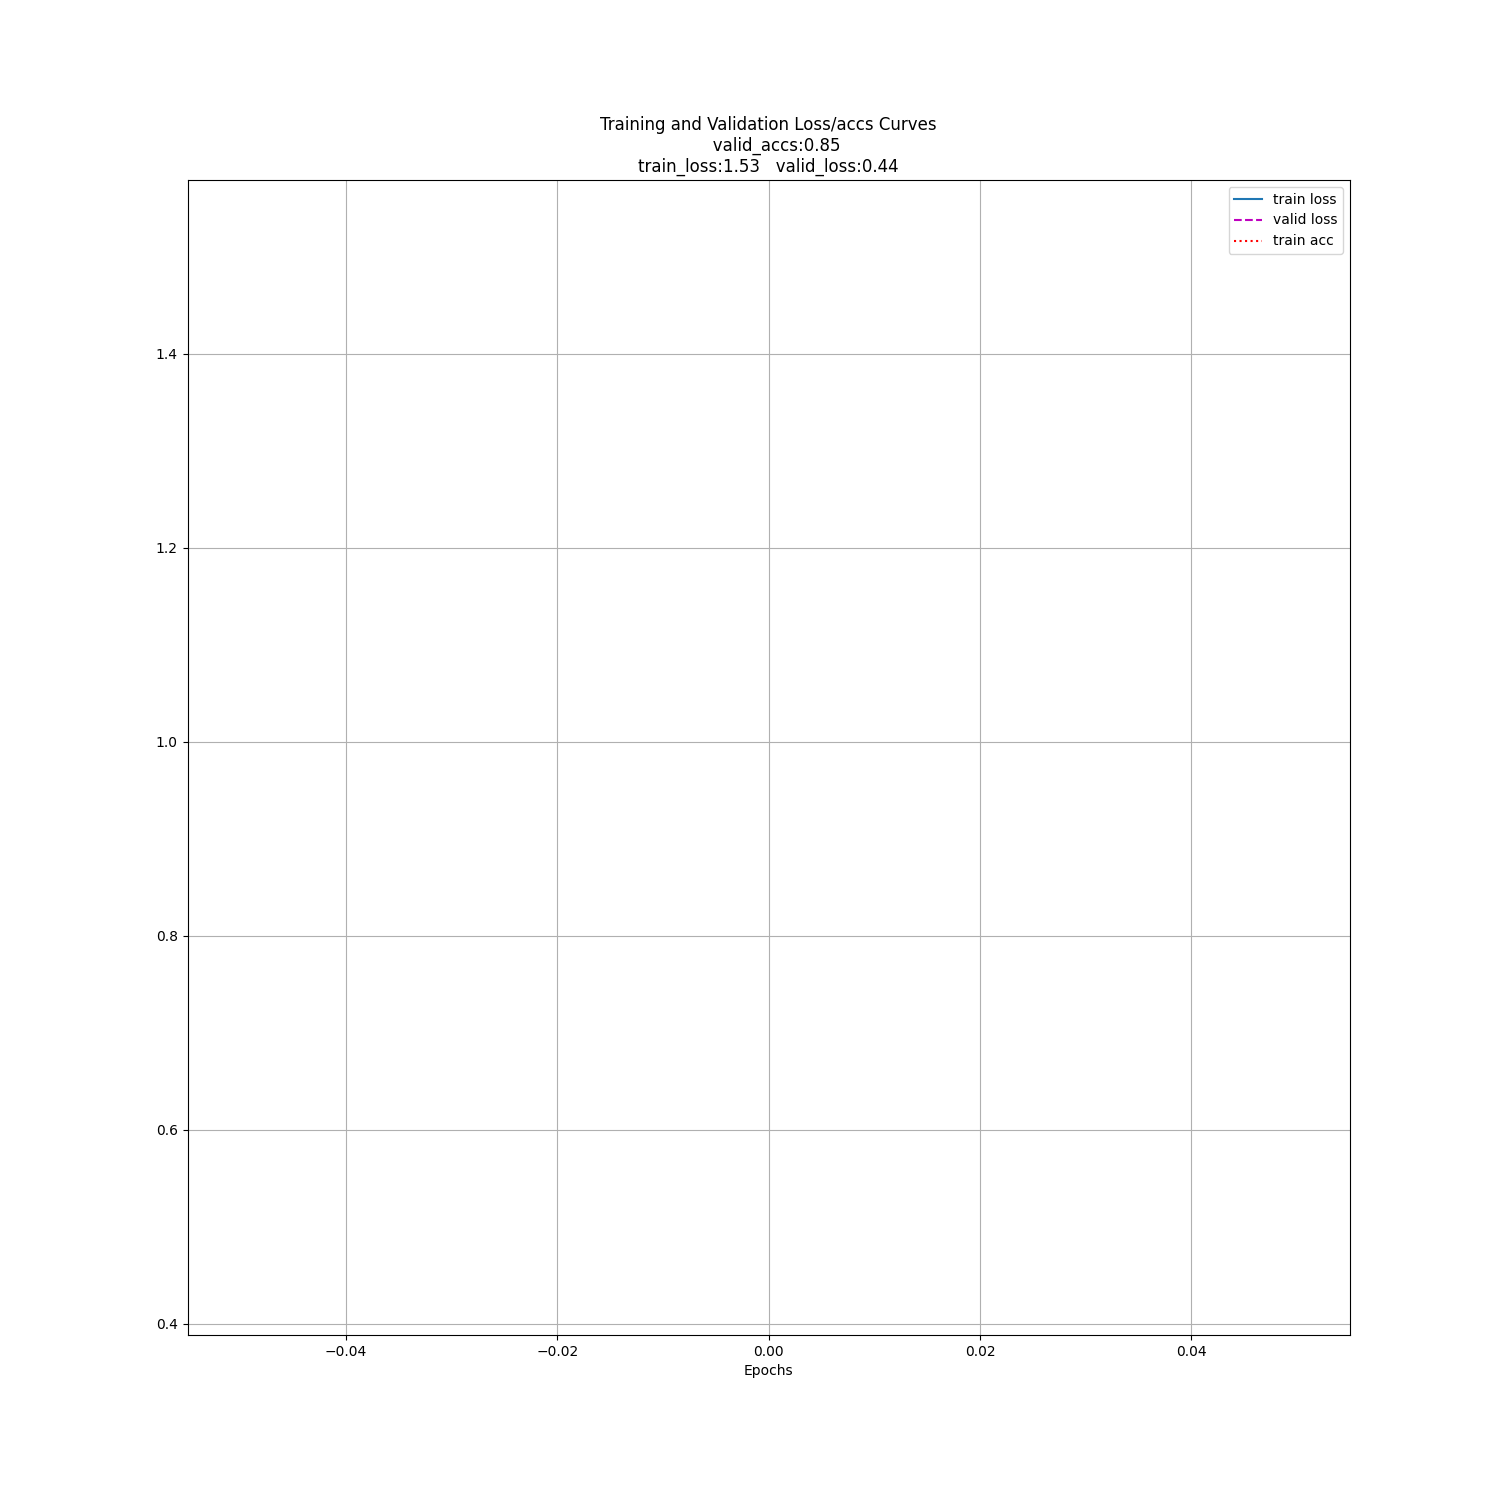 Training and Validation Loss/accs Curves
valid_accs:0.85
train_loss:1.53   valid_loss:0.44
train loss
valid loss
train acc
1.4
1.2
1.0
0.8
0.6
0.4
−0.04
−0.02
0.00
0.02
0.04
Epochs